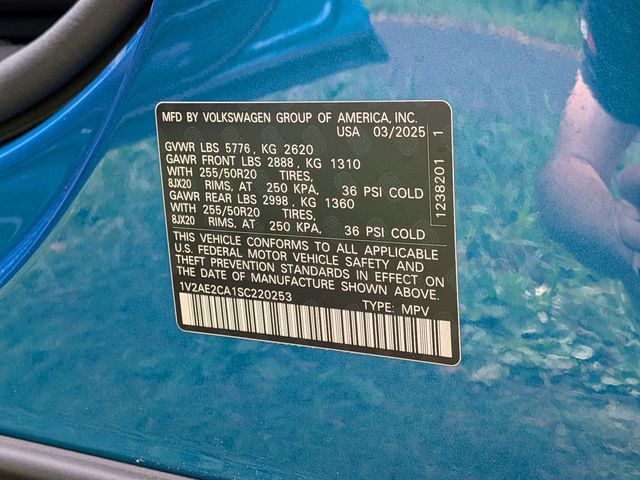 MFD BY VOLKSWAGEN GROUP OF AMERICA, INC.
USA 03/2025
GVWR LBS 5776, KG 2620
GAWR FRONT LBS 2888, KG 1310
WITH 255/50R20 TIRES,
8JX20 RIMS, AT 250 KPA, 36 PSI COLD
GAWR REAR LBS 2998, KG 1360
WITH 255/50R20 TIRES,
8JX20 RIMS, AT 250 KPA, 36 PSI COLD
THIS VEHICLE CONFORMS TO ALL APPLICABLE
U.S. FEDERAL MOTOR VEHICLE SAFETY AND
THEFT PREVENTION STANDARDS IN EFFECT ON
THE DATE OF MANUFACTURE SHOWN ABOVE.
1V2AE2CA1SC220253
TYPE: MPV
1238201 1